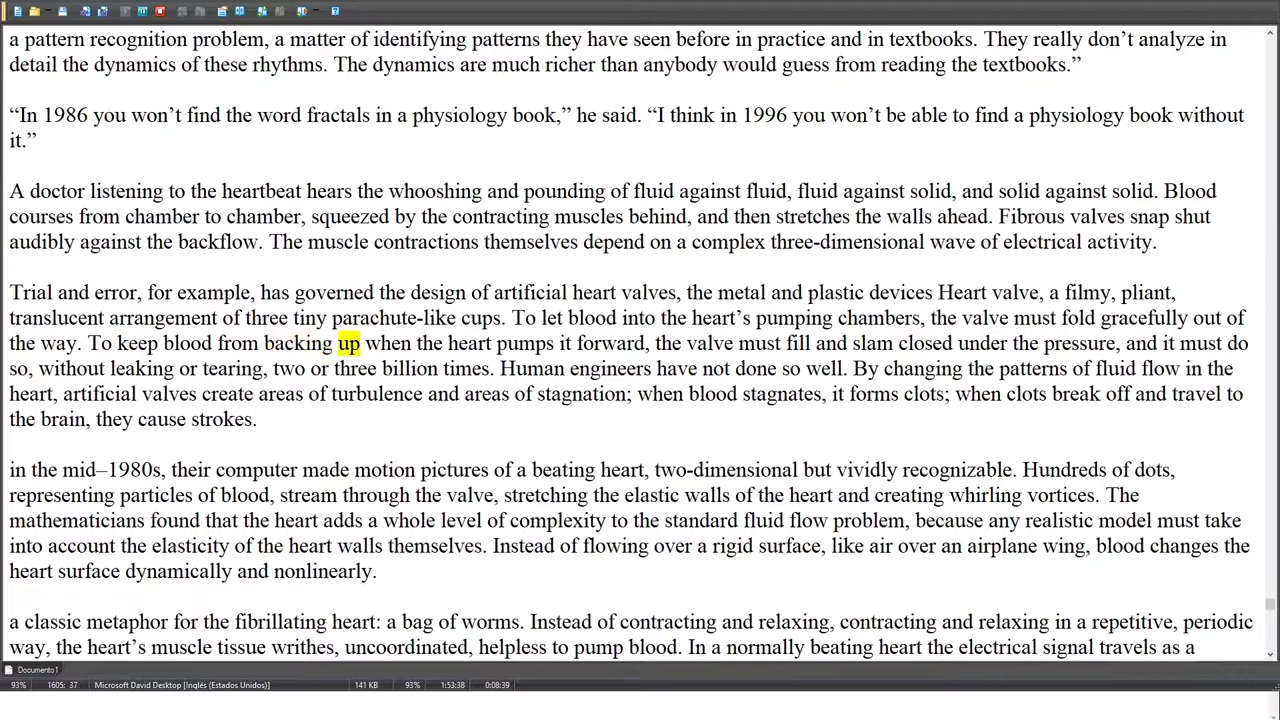 a pattern recognition problem, a matter of identifying patterns they have seen before in practice and in textbooks. They really don’t analyze in
detail the dynamics of these rhythms. The dynamics are much richer than anybody would guess from reading the textbooks.”
“In 1986 you won’t find the word fractals in a physiology book,” he said. “I think in 1996 you won’t be able to find a physiology book without
it.”
A doctor listening to the heartbeat hears the whooshing and pounding of fluid against fluid, fluid against solid, and solid against solid. Blood
courses from chamber to chamber, squeezed by the contracting muscles behind, and then stretches the walls ahead. Fibrous valves snap shut
audibly against the backflow. The muscle contractions themselves depend on a complex three-dimensional wave of electrical activity.
Trial and error, for example, has governed the design of artificial heart valves, the metal and plastic devices Heart valve, a filmy, pliant,
translucent arrangement of three tiny parachute-like cups. To let blood into the heart’s pumping chambers, the valve must fold gracefully out of
the way. To keep blood from backing up when the heart pumps it forward, the valve must fill and slam closed under the pressure, and it must do
so, without leaking or tearing, two or three billion times. Human engineers have not done so well. By changing the patterns of fluid flow in the
heart, artificial valves create areas of turbulence and areas of stagnation; when blood stagnates, it forms clots; when clots break off and travel to
the brain, they cause strokes.
in the mid–1980s, their computer made motion pictures of a beating heart, two-dimensional but vividly recognizable. Hundreds of dots,
representing particles of blood, stream through the valve, stretching the elastic walls of the heart and creating whirling vortices. The
mathematicians found that the heart adds a whole level of complexity to the standard fluid flow problem, because any realistic model must take
into account the elasticity of the heart walls themselves. Instead of flowing over a rigid surface, like air over an airplane wing, blood changes the
heart surface dynamically and nonlinearly.
a classic metaphor for the fibrillating heart: a bag of worms. Instead of contracting and relaxing, contracting and relaxing in a repetitive, periodic
way, the heart’s muscle tissue writhes, uncoordinated, helpless to pump blood. In a normally beating heart the electrical signal travels as a
Documento1
93% 1605: 37 Microsoft David Desktop [Inglés (Estados Unidos)] 141 KB 93% 1:53:38 0:08:39